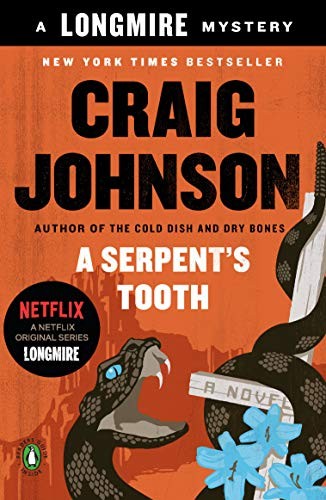 A LONGMIRE MYSTERY
NEW YORK TIMES BESTSELLER
CRAIG
JOHNSON
AUTHOR OF THE COLD DISH AND DRY BONES
A SERPENT'S
TOOTH
NETFLIX
A NETFLIX
ORIGINAL SERIES
LONGMIRE
A NOVEL